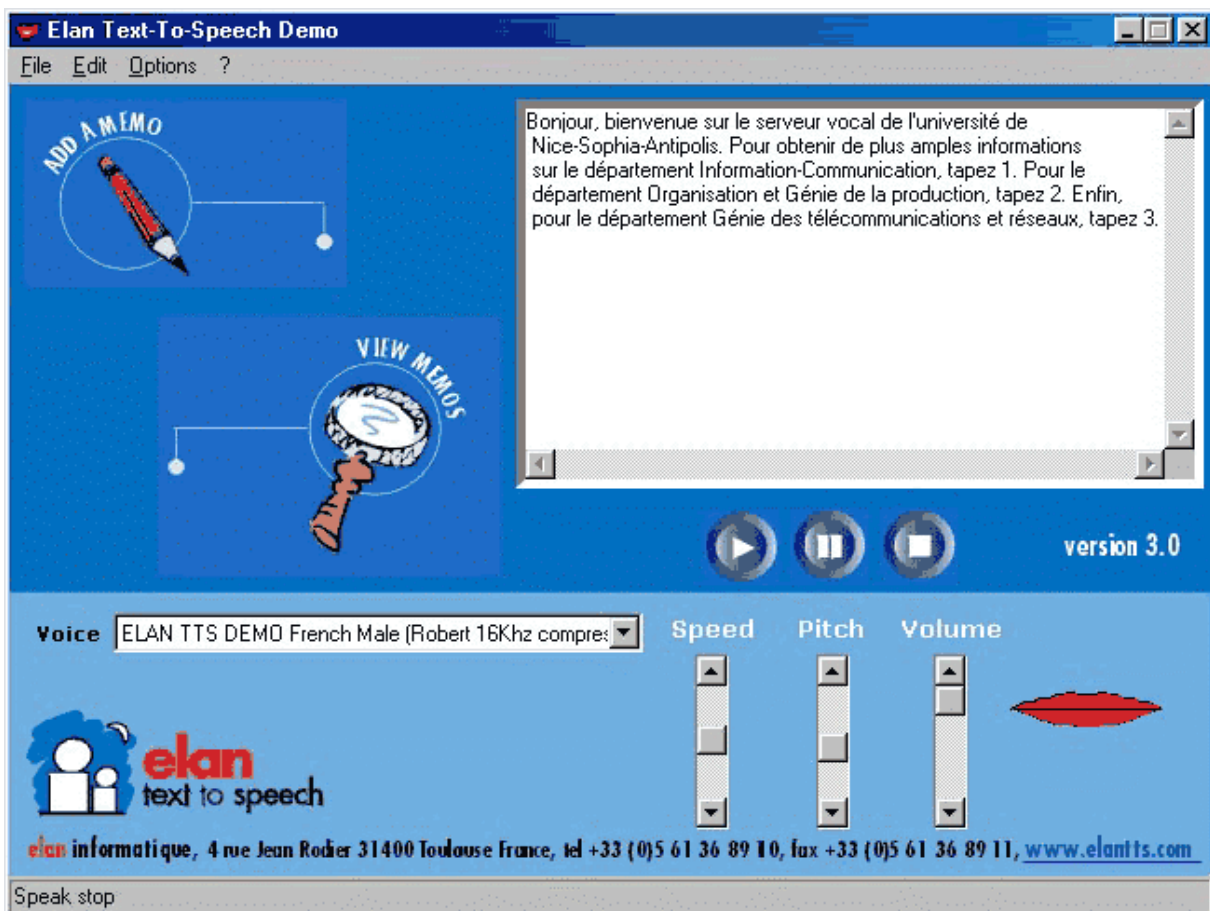 Elan Text-To-Speech Demo
File Edit Options ?
ADD A MEMO
Bonjour, bienvenue sur le serveur vocal de l'université de
Nice-Sophia-Antipolis. Pour obtenir de plus amples informations
sur le département Information-Communication, tapez 1. Pour le
département Organisation et Génie de la production, tapez 2. Enfin,
pour le département Génie des télécommunications et réseaux, tapez 3.
VIEW MEMOS
version 3.0
Voice ELAN TTS DEMO French Male (Robert 16Khz compres
Speed Pitch Volume
elan
text to speech
elan informatique, 4 rue Jean Rodier 31400 Toulouse France, tel +33 (0)5 61 36 89 10, fax +33 (0)5 61 36 89 11, www.elantts.com
Speak stop